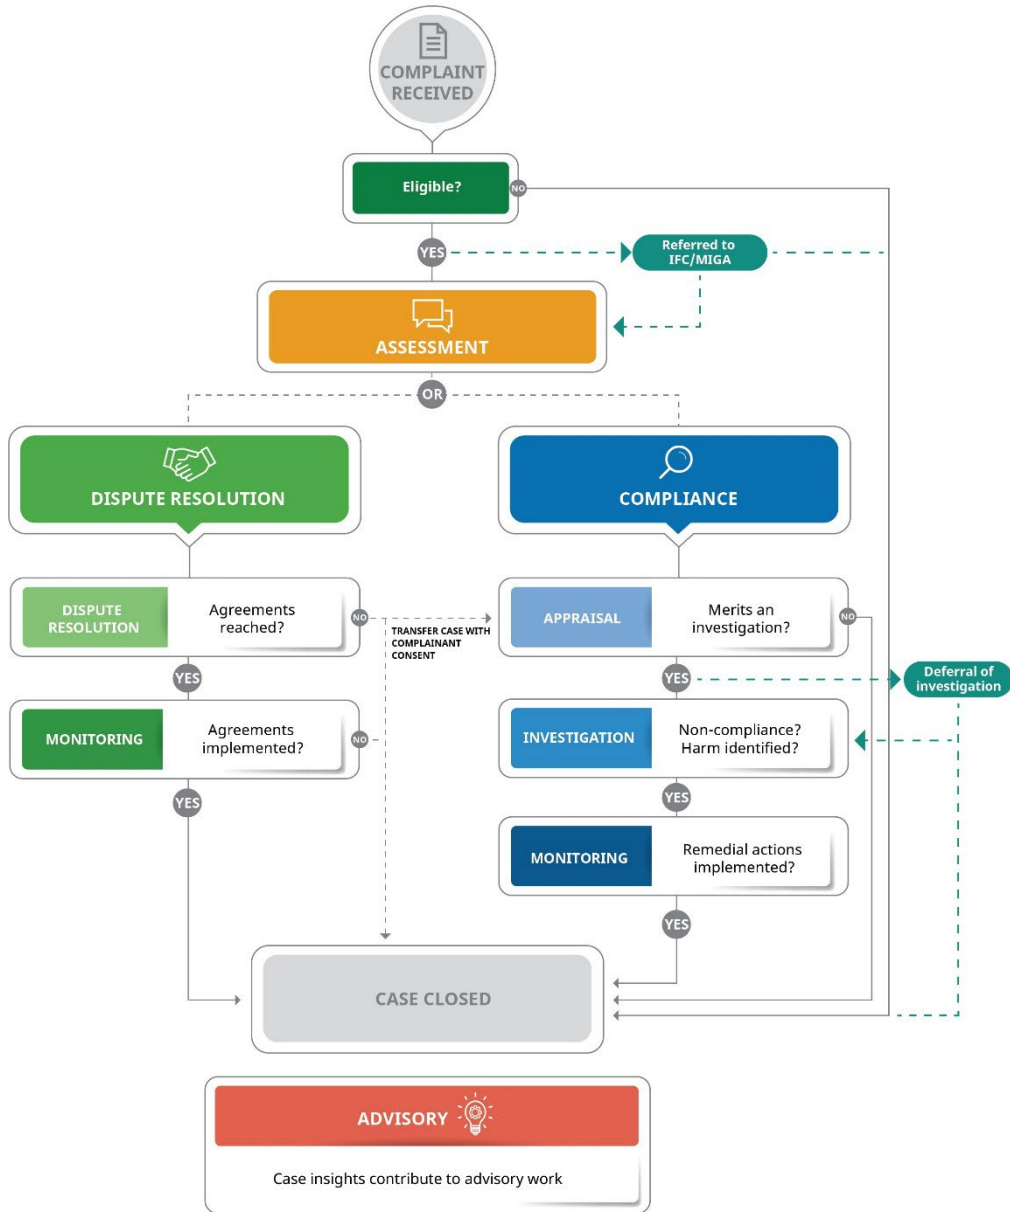 COMPLAINT
RECEIVED
Eligible?
NO
YES
Referred to
IFC/MIGA
ASSESSMENT
OR
DISPUTE RESOLUTION
COMPLIANCE
DISPUTE
RESOLUTION
Agreements
reached?
NO
TRANSFER CASE WITH
COMPLAINANT
CONSENT
APPRAISAL
Merits an
investigation?
NO
YES
YES
Deferral of
investigation
MONITORING
Agreements
implemented?
NO
INVESTIGATION
Non-compliance?
Harm identified?
YES
YES
MONITORING
Remedial actions
implemented?
YES
CASE CLOSED
ADVISORY
Case insights contribute to advisory work